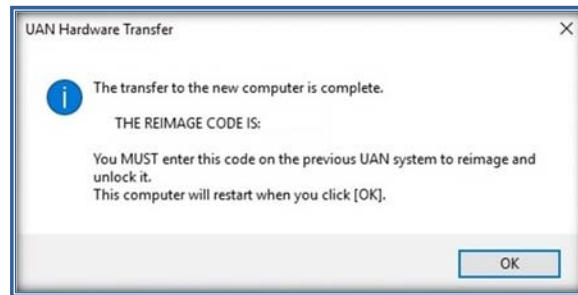 UAN Hardware Transfer
The transfer to the new computer is complete.
THE REIMAGE CODE IS:
You MUST enter this code on the previous UAN system to reimage and
unlock it.
This computer will restart when you click [OK].
OK